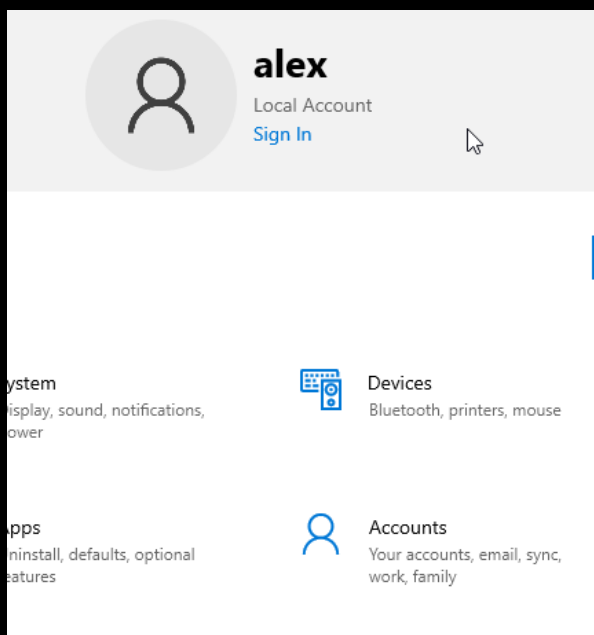 alex
Local Account
Sign In
ystem
isplay, sound, notifications,
ower
Devices
Bluetooth, printers, mouse
pps
ninstall, defaults, optional
eatures
Accounts
Your accounts, email, sync,
work, family